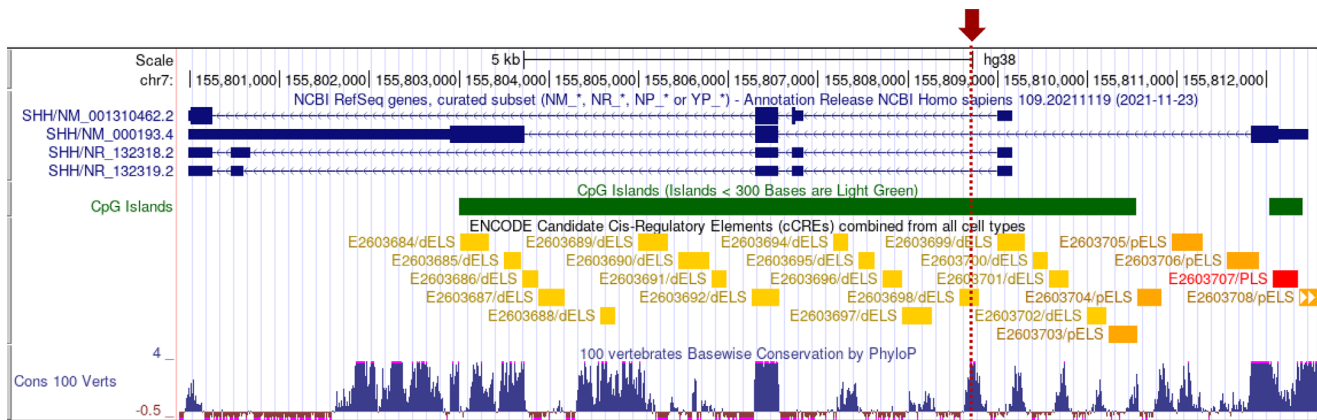 Scale 5 kb hg38
chr7: 155,801,000 155,802,000 155,803,000 155,804,000 155,805,000 155,806,000 155,807,000 155,808,000 155,809,000 155,810,000 155,811,000 155,812,000
NCBI RefSeq genes, curated subset (NM_*, NR_*, NP_* or YP_*) - Annotation Release NCBI Homo sapiens 109.20211119 (2021-11-23)
SHH/NM_001310462.2
SHH/NM_000193.4
SHH/NR_132318.2
SHH/NR_132319.2
CpG Islands (Islands < 300 Bases are Light Green)
CpG Islands
ENCODE Candidate Cis-Regulatory Elements (cCREs) combined from all cell types
E2603684/dELS E2603689/dELS E2603694/dELS E2603699/dELS E2603705/pELS
E2603685/dELS E2603690/dELS E2603695/dELS E2603700/dELS E2603706/pELS
E2603686/dELS E2603691/dELS E2603696/dELS E2603701/dELS E2603707/PLS
E2603687/dELS E2603692/dELS E2603698/dELS E2603704/pELS E2603708/pELS
E2603688/dELS E2603697/dELS E2603702/dELS
E2603703/pELS
4 _ 100 vertebrates Basewise Conservation by PhyloP
Cons 100 Verts
-0.5 _